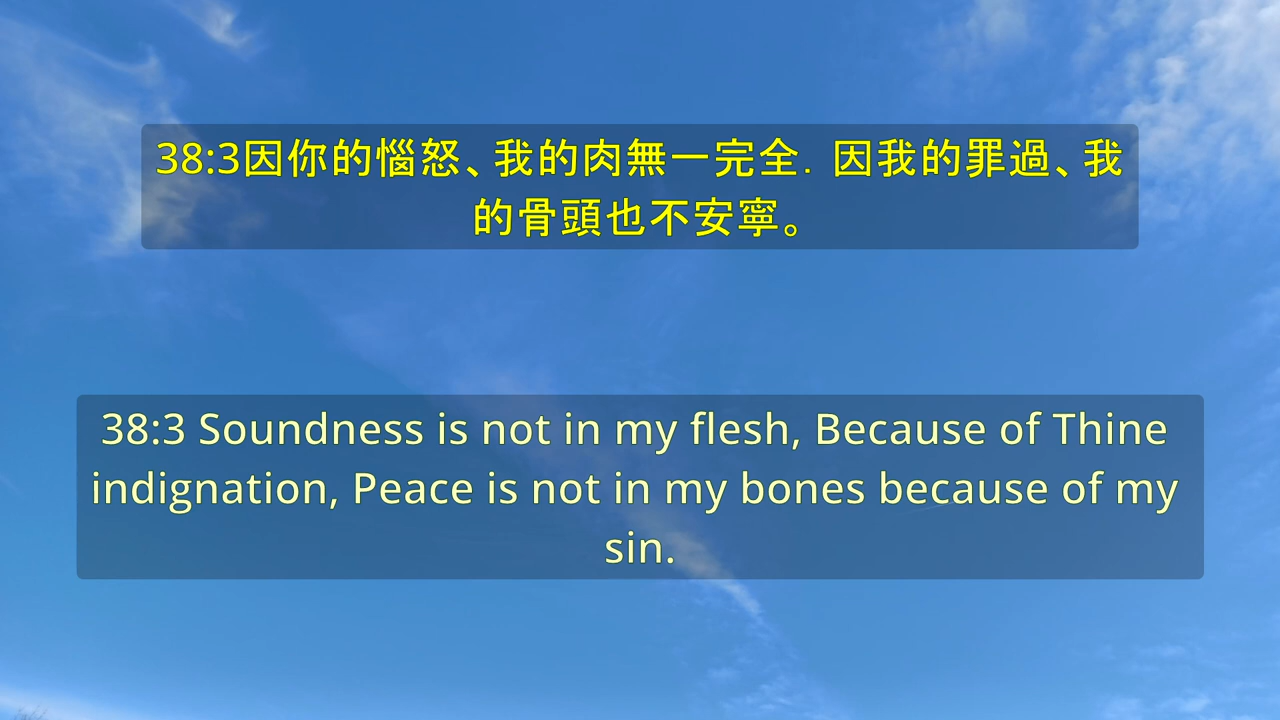 38:3因你的惱怒、我的肉無一完全．因我的罪過、我
的骨頭也不安寧。
38:3 Soundness is not in my flesh, Because of Thine
indignation, Peace is not in my bones because of my
sin.